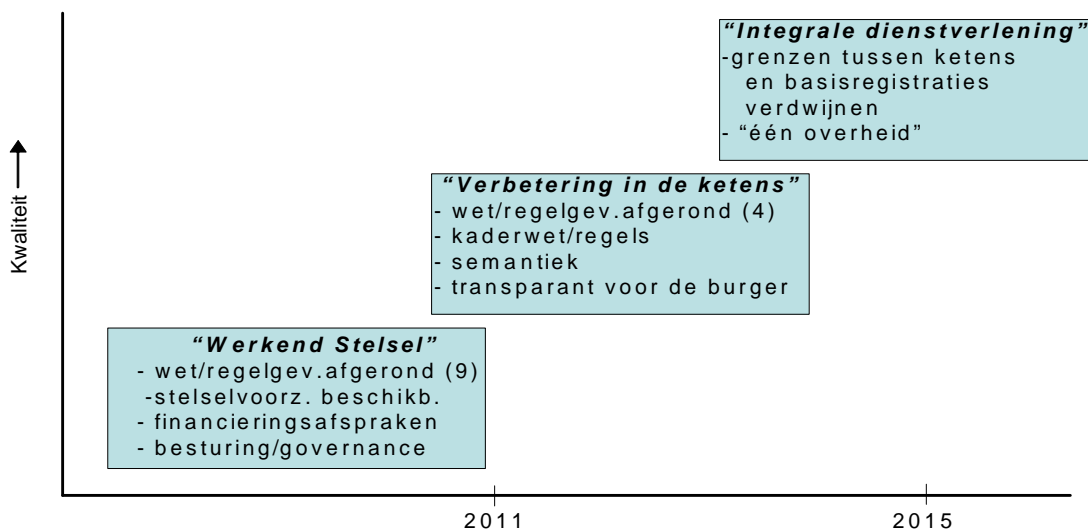 “Integrale dienstverlening”
-grenzen tussen ketens
en basisregistraties
verdwijnen
- “één overheid”
Kwaliteit
“Verbetering in de ketens”
- wet/regelgev.afgerond (4)
- kaderwet/regels
- semantiek
- transparant voor de burger
“Werkend Stelsel”
- wet/regelgev.afgerond (9)
-stelselvoorz. beschikb.
- financieringsafspraken
- besturing/governance
2011
2015